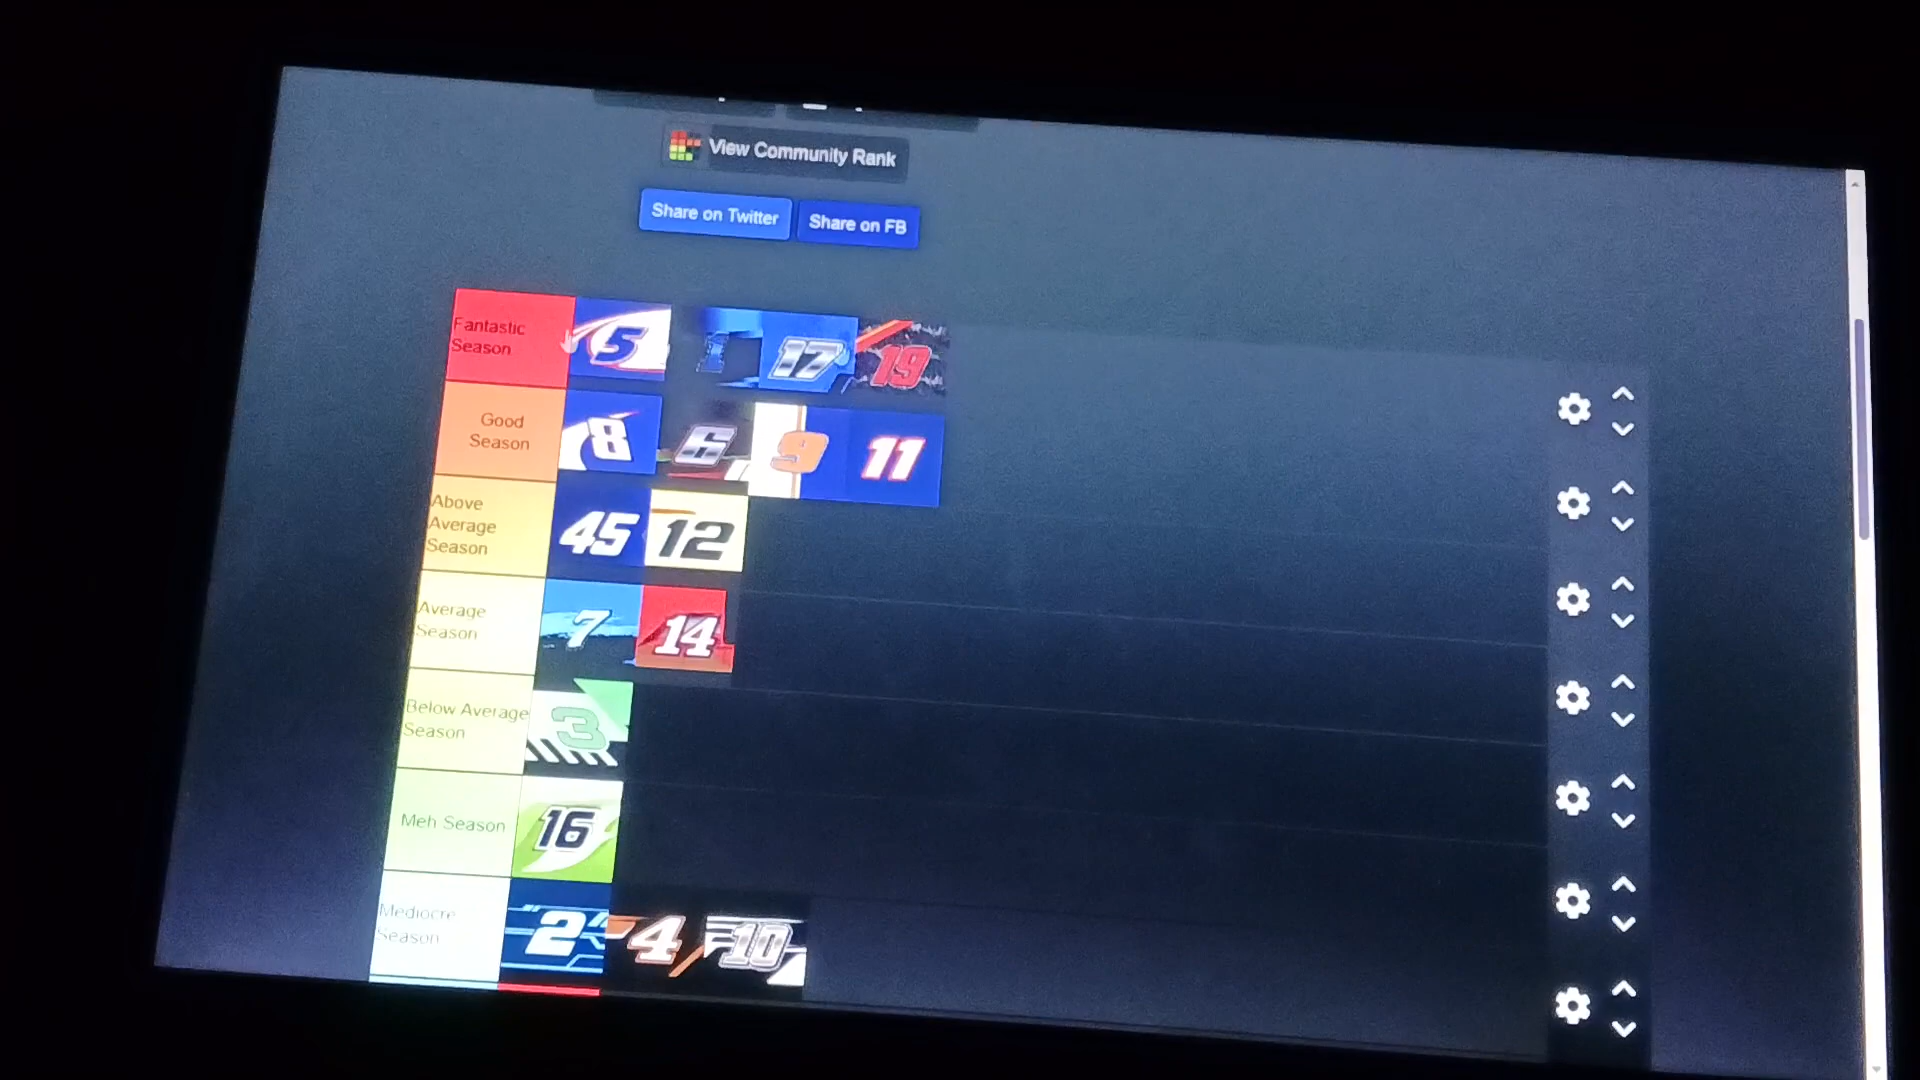 View Community Rank
Share on Twitter Share on FB
Fantastic
Season
5 1 17 19
Good
Season
8 6 9 11
Above
Average
Season
45 12
Average
Season
7 14
Below Average
Season
3
Meh Season
16
Mediocre
Season
2 4 10